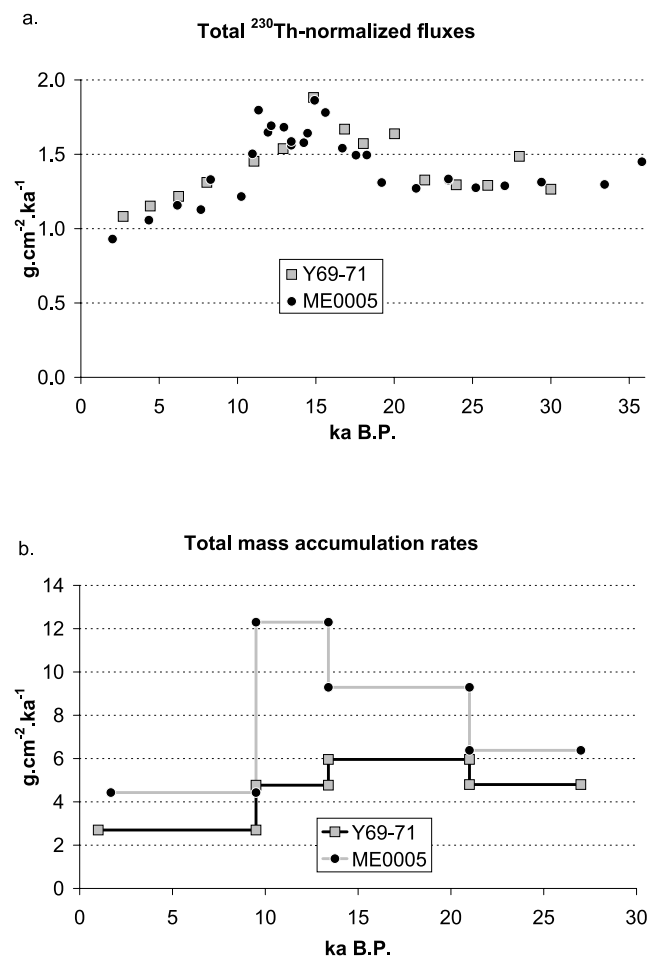 a.
Total ²³⁰Th-normalized fluxes
2.0
1.5
1.0
0.5
0.0
g.cm⁻².ka⁻¹
Y69-71
ME0005
0 5 10 15 20 25 30 35
ka B.P.
b.
Total mass accumulation rates
14
12
10
8
6
4
2
0
g.cm⁻².ka⁻¹
Y69-71
ME0005
0 5 10 15 20 25 30
ka B.P.